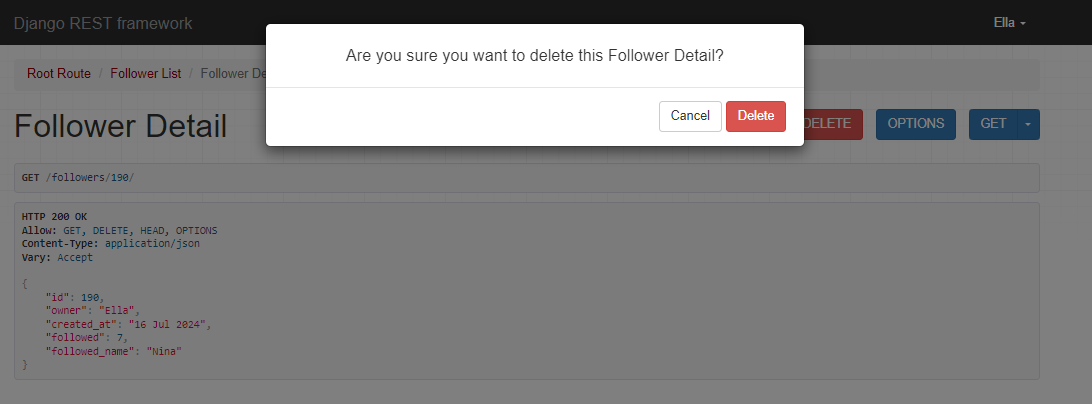 Django REST framework
Ella
Are you sure you want to delete this Follower Detail?
Cancel
Delete
Root Route / Follower List / Follower De
Follower Detail
DELETE
OPTIONS
GET
GET /followers/190/
HTTP 200 OK
Allow: GET, DELETE, HEAD, OPTIONS
Content-Type: application/json
Vary: Accept
{
"id": 190,
"owner": "Ella",
"created_at": "16 Jul 2024",
"followed": 7,
"followed_name": "Nina"
}